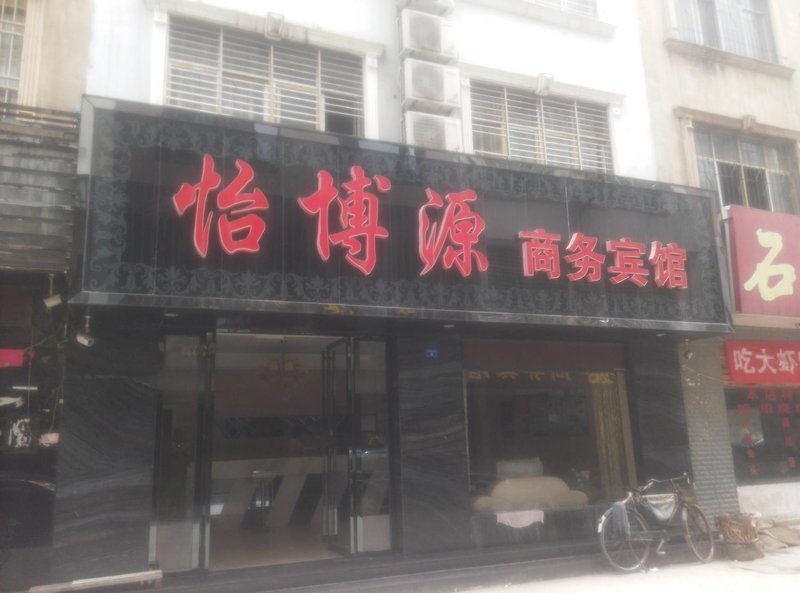 怡博源 商务宾馆
石
吃大虾